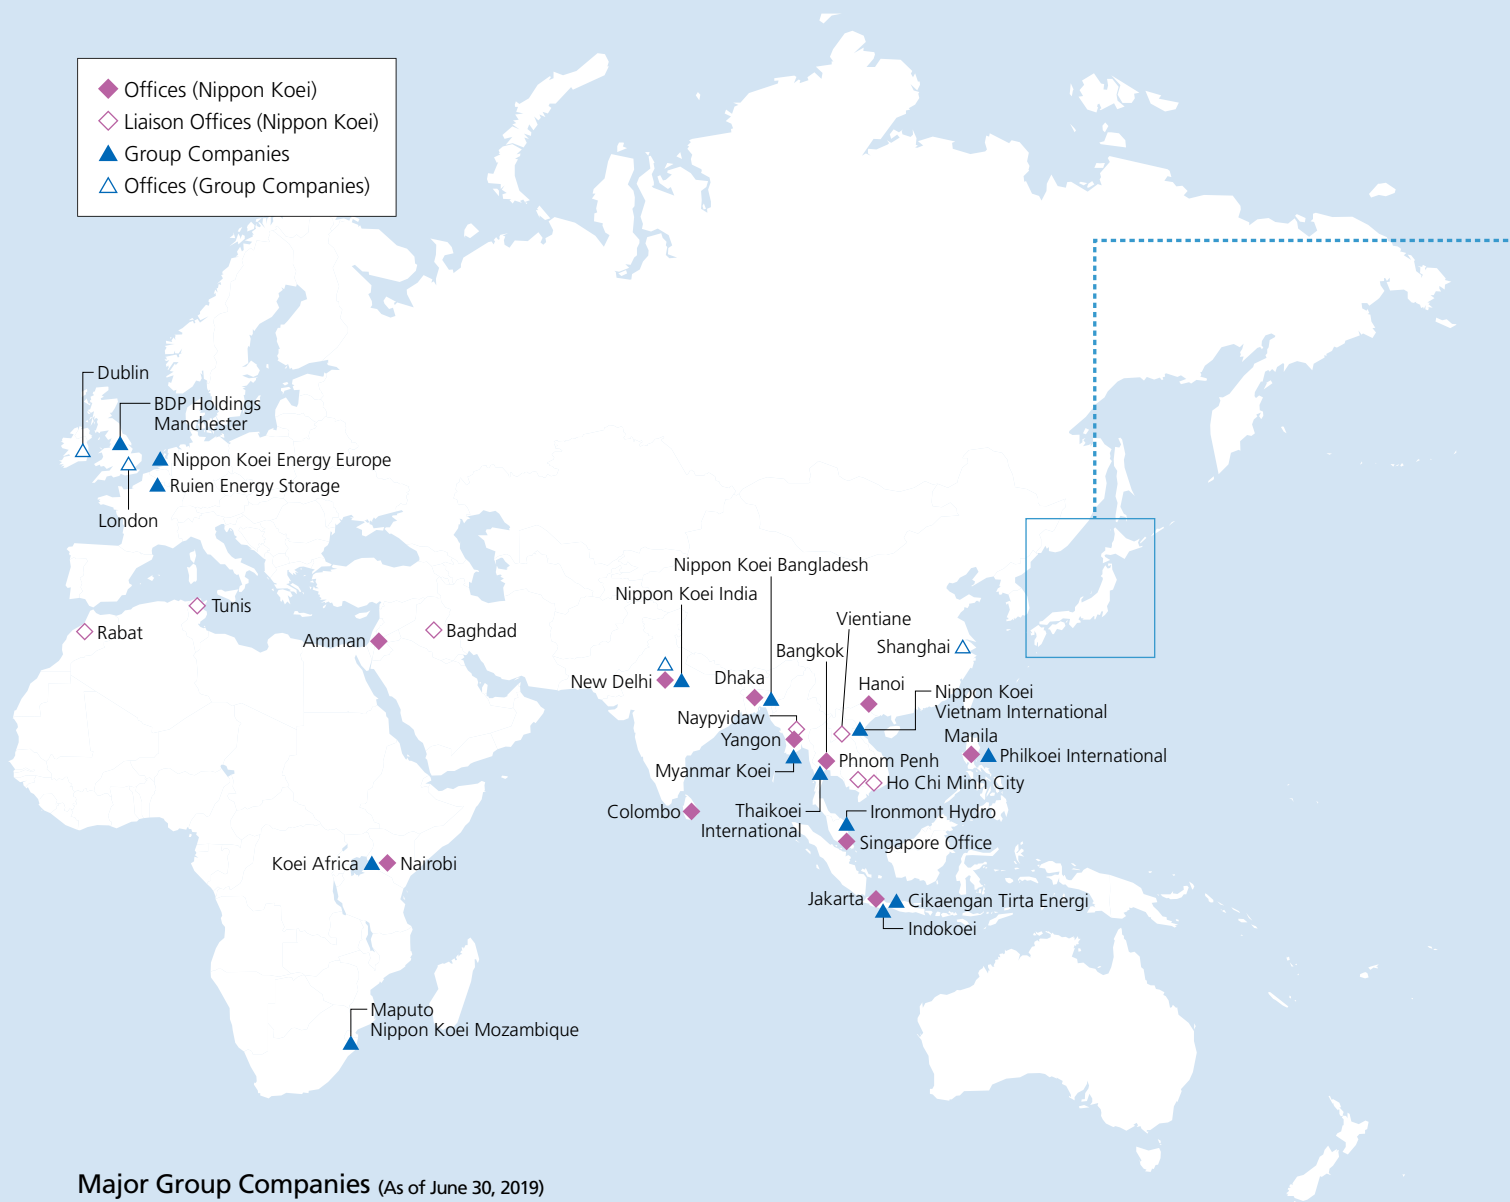 Offices (Nippon Koei)
Liaison Offices (Nippon Koei)
Group Companies
Offices (Group Companies)
Dublin
BDP Holdings
Manchester
Nippon Koei Energy Europe
Ruien Energy Storage
London
Nippon Koei Bangladesh
Nippon Koei India
Tunis
Rabat
Amman
Baghdad
Vientiane
Bangkok
Shanghai
New Delhi
Dhaka
Hanoi
Nippon Koei
Vietnam International
Naypyidaw
Yangon
Manila
Philkoei International
Myanmar Koei
Phnom Penh
Ho Chi Minh City
Colombo
Thaikoei
International
Ironmont Hydro
Singapore Office
Koei Africa
Nairobi
Jakarta
Cikaengan Tirta Energi
Indokoei
Maputo
Nippon Koei Mozambique
Major Group Companies (As of June 30, 2019)